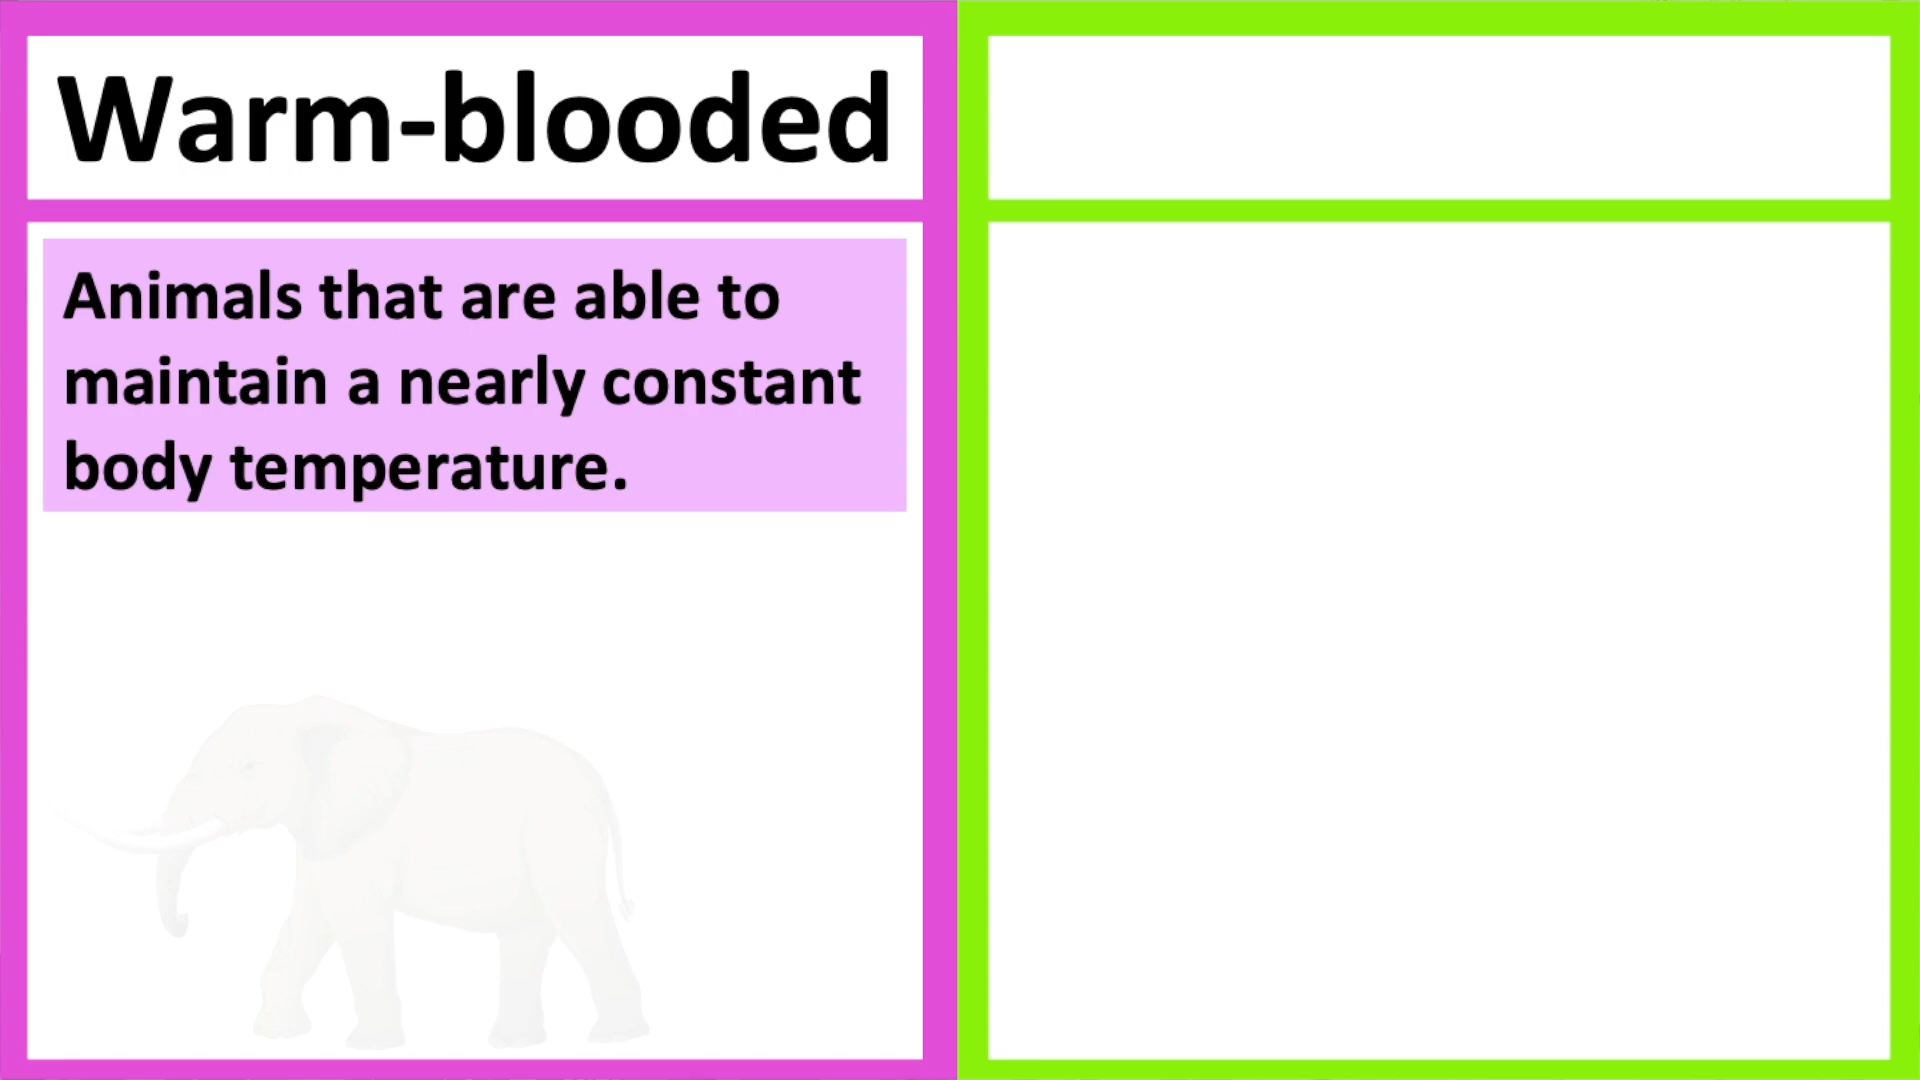 Warm-blooded
Animals that are able to
maintain a nearly constant
body temperature.